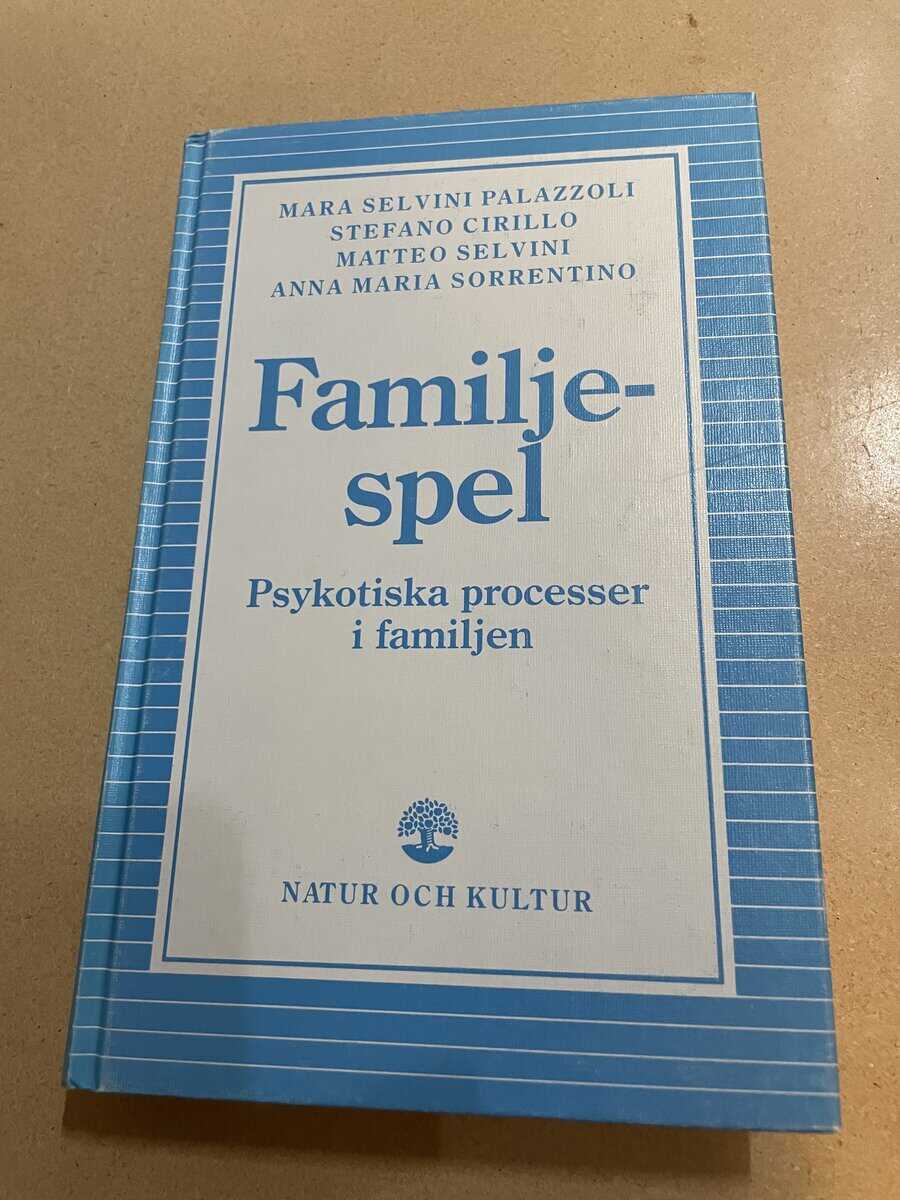 MARA SELVINI PALAZZOLI
STEFANO CIRILLO
MATTEO SELVINI
ANNA MARIA SORRENTINO
Familje-
spel
Psykotiska processer
i familjen
NATUR OCH KULTUR